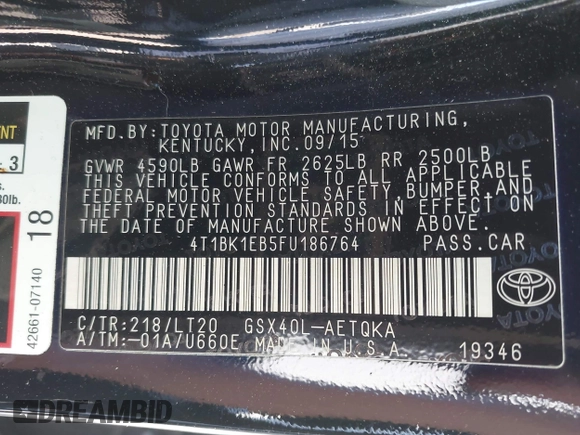 MFD.BY:TOYOTA MOTOR MANUFACTURING,
KENTUCKY, INC.09/15
GVWR 4590LB GAWR FR 2625LB RR 2500LB
THIS VEHICLE CONFORMS TO ALL APPLICABLE
FEDERAL MOTOR VEHICLE SAFETY, BUMPER,AND
THEFT PREVENTION STANDARDS IN EFFECT ON
THE DATE OF MANUFACTURE SHOWN ABOVE.
4T1BK1EB5FU186764 PASS.CAR
C/TR:218/LT20 GSX40L-AETQKA
A/TM:-01A/U660E MADE IN U.S.A. 19346
3
18
42661-07140
DREAMBID